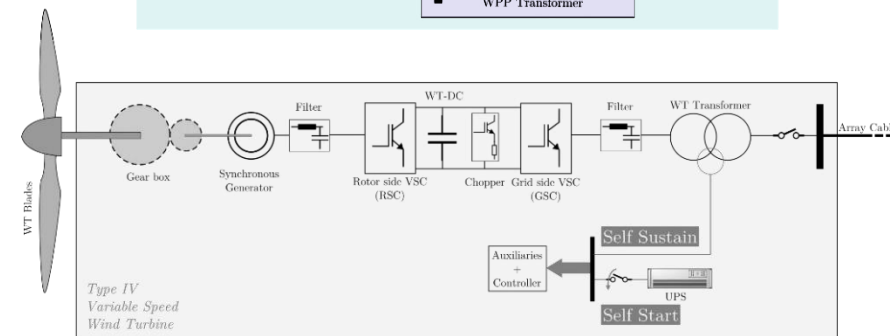 WPP Transformer
WT-DC
Filter
Filter
WT Transformer
Array Cabl
Gear box
Synchronous
Generator
Rotor side VSC
(RSC)
Chopper
Grid side VSC
(GSC)
WT Blades
Self Sustain
Auxiliaries
+
Controller
UPS
Self Start
Type IV
Variable Speed
Wind Turbine